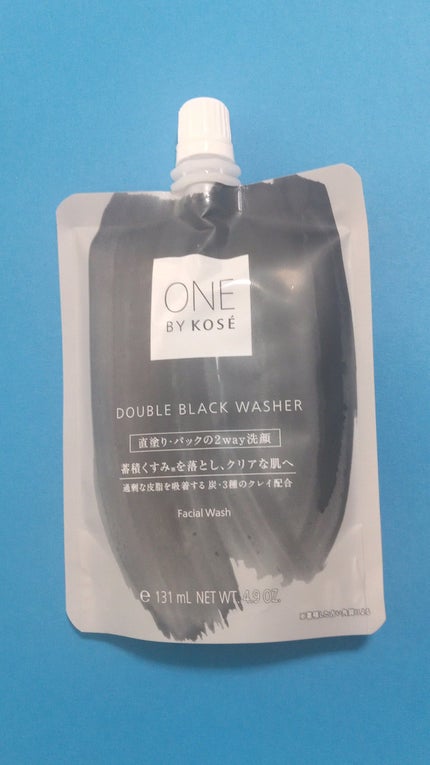 ONE
BY KOSÉ
DOUBLE BLACK WASHER
直塗り・パックの2way洗顔
蓄積くすみ※を落とし、クリアな肌へ
過剰な皮脂を吸着する 炭・3種のクレイ配合
Facial Wash
e 131 mL NET WT. 4.9 OZ.